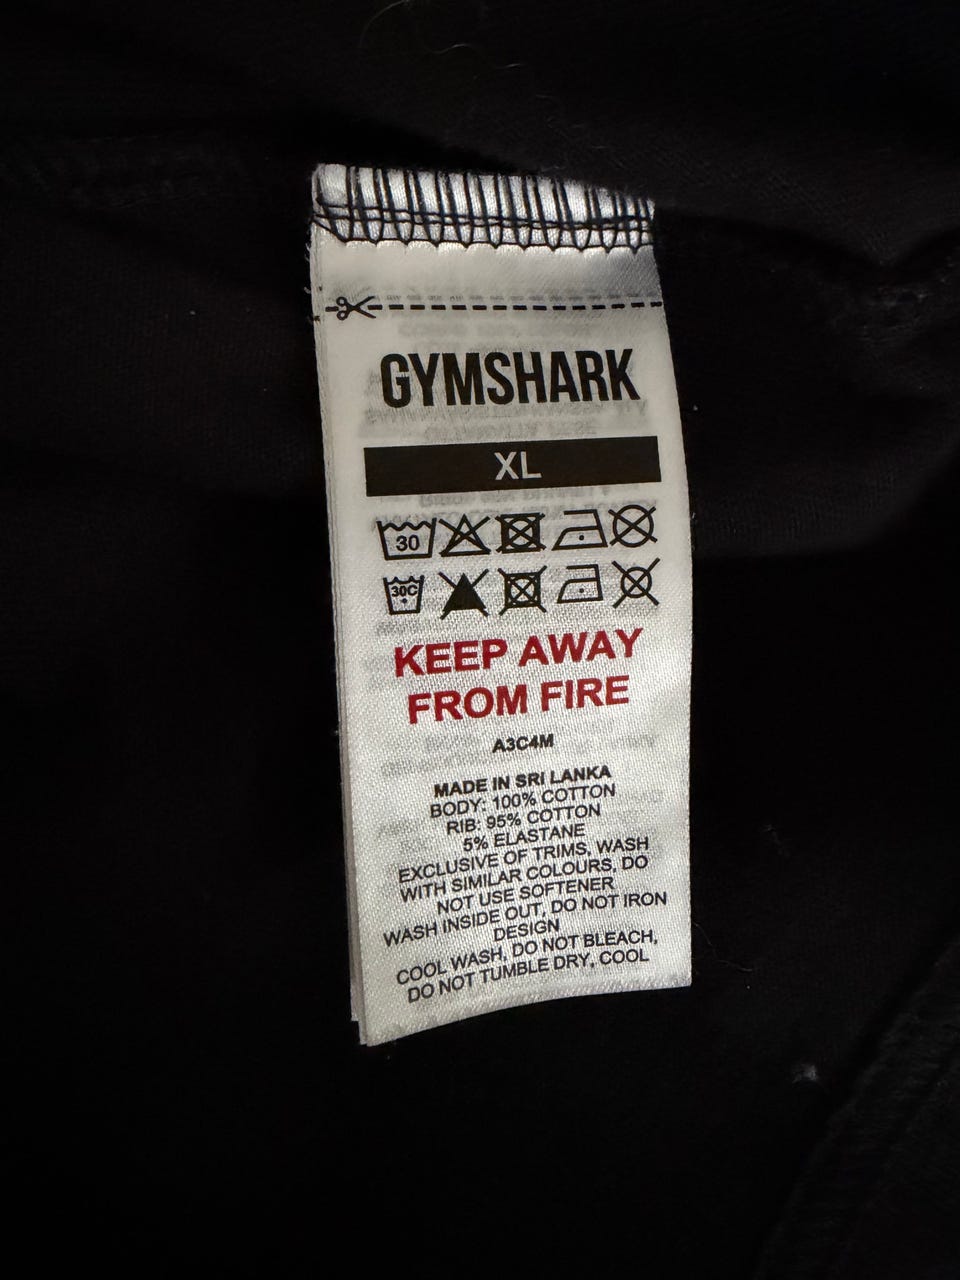 GYMSHARK
XL
30
30C
KEEP AWAY
FROM FIRE
A3C4M
MADE IN SRI LANKA
BODY: 100% COTTON
RIB: 95% COTTON
5% ELASTANE
EXCLUSIVE OF TRIMS, WASH
WITH SIMILAR COLOURS, DO
NOT USE SOFTENER
WASH INSIDE OUT, DO NOT IRON
DESIGN
COOL WASH, DO NOT BLEACH,
DO NOT TUMBLE DRY, COOL